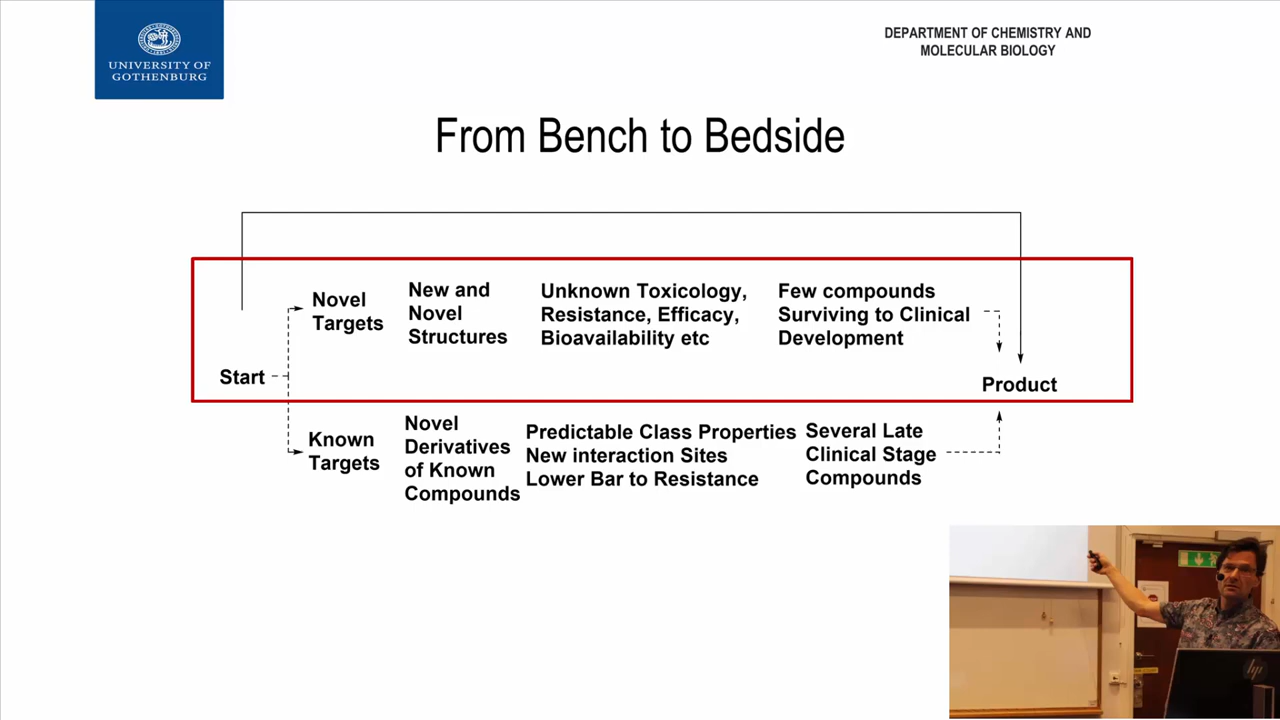 UNIVERSITY OF
GOTHENBURG
DEPARTMENT OF CHEMISTRY AND
MOLECULAR BIOLOGY
From Bench to Bedside
Start
Novel
Targets
New and
Novel
Structures
Unknown Toxicology,
Resistance, Efficacy,
Bioavailability etc
Few compounds
Surviving to Clinical
Development
Product
Known
Targets
Novel
Derivatives
of Known
Compounds
Predictable Class Properties
New interaction Sites
Lower Bar to Resistance
Several Late
Clinical Stage
Compounds
hp